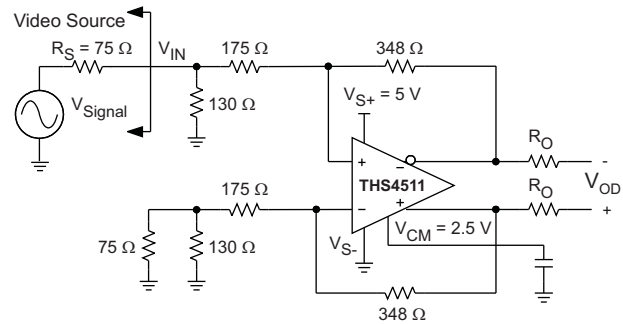 Video Source
R_S = 75 Ω
V_IN
175 Ω
348 Ω
V_Signal
130 Ω
V_S+ = 5 V
+
−
THS4511
−
+
R_O
-
V_OD
R_O
+
175 Ω
75 Ω
130 Ω
V_S-
V_CM = 2.5 V
348 Ω